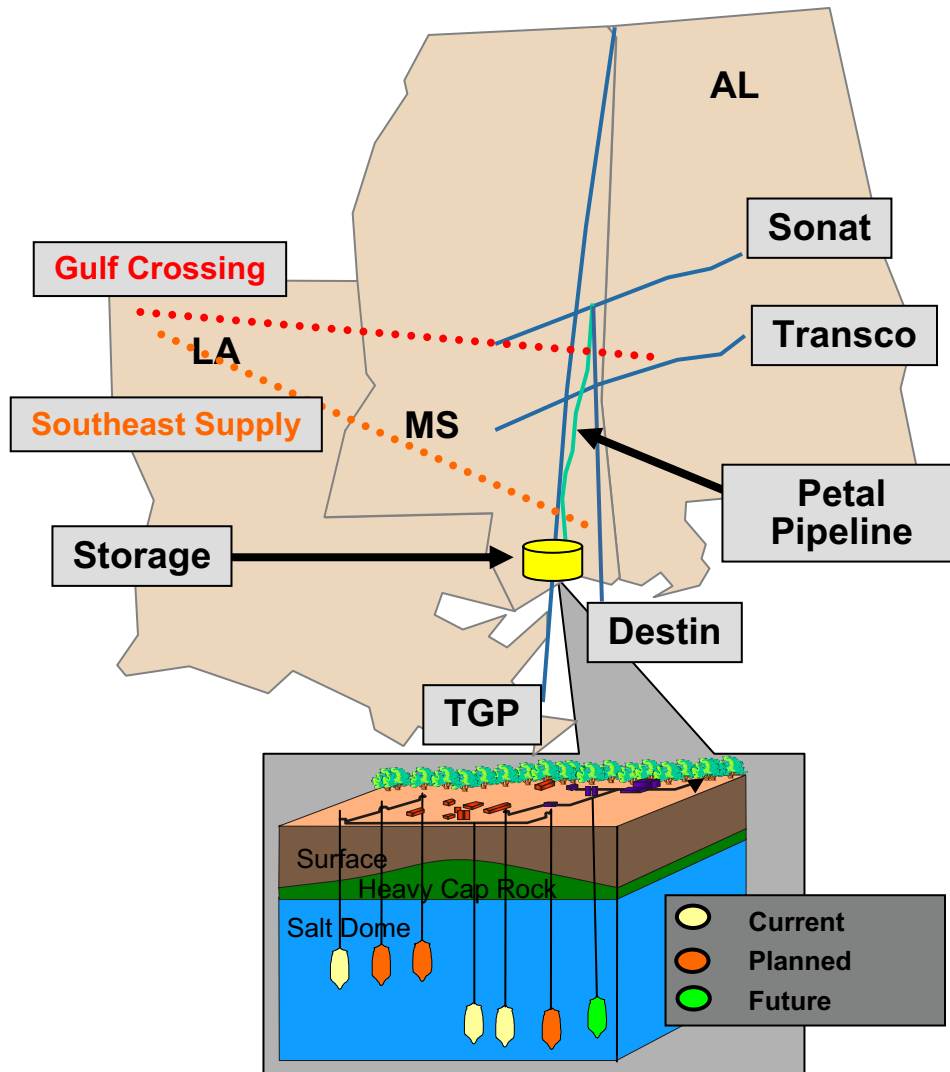 AL
Sonat
Gulf Crossing
Transco
LA
Southeast Supply
MS
Petal
Pipeline
Storage
Destin
TGP
Surface
Heavy Cap Rock
Salt Dome
Current
Planned
Future